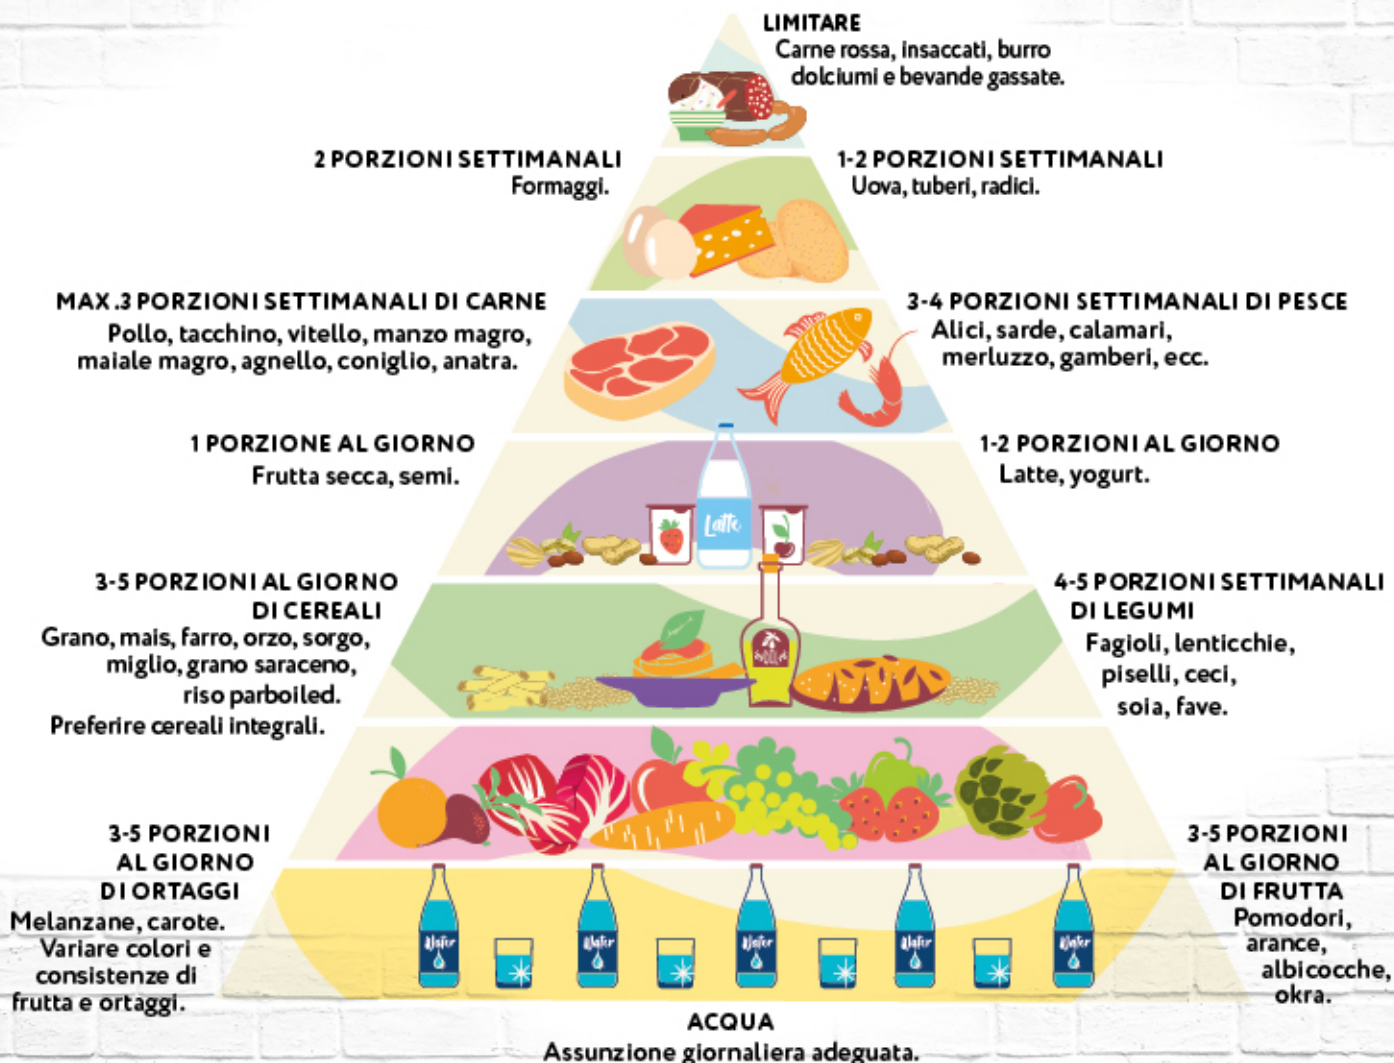 LIMITARE
Carne rossa, insaccati, burro
dolciumi e bevande gassate.
2 PORZIONI SETTIMANALI
Formaggi.
1-2 PORZIONI SETTIMANALI
Uova, tuberi, radici.
MAX.3 PORZIONI SETTIMANALI DI CARNE
Pollo, tacchino, vitello, manzo magro,
maiale magro, agnello, coniglio, anatra.
3-4 PORZIONI SETTIMANALI DI PESCE
Alici, sarde, calamari,
merluzzo, gamberi, ecc.
1 PORZIONE AL GIORNO
Frutta secca, semi.
1-2 PORZIONI AL GIORNO
Latte, yogurt.
Latte
3-5 PORZIONI AL GIORNO
DI CEREALI
Grano, mais, farro, orzo, sorgo,
miglio, grano saraceno,
riso parboiled.
Preferire cereali integrali.
4-5 PORZIONI SETTIMANALI
DI LEGUMI
Fagioli, lenticchie,
piselli, ceci,
soia, fave.
3-5 PORZIONI
AL GIORNO
DI ORTAGGI
Melanzane, carote.
Variare colori e
consistenze di
frutta e ortaggi.
3-5 PORZIONI
AL GIORNO
DI FRUTTA
Pomodori,
arance,
albicocche,
okra.
Water
Water
Water
Water
Water
ACQUA
Assunzione giornaliera adeguata.